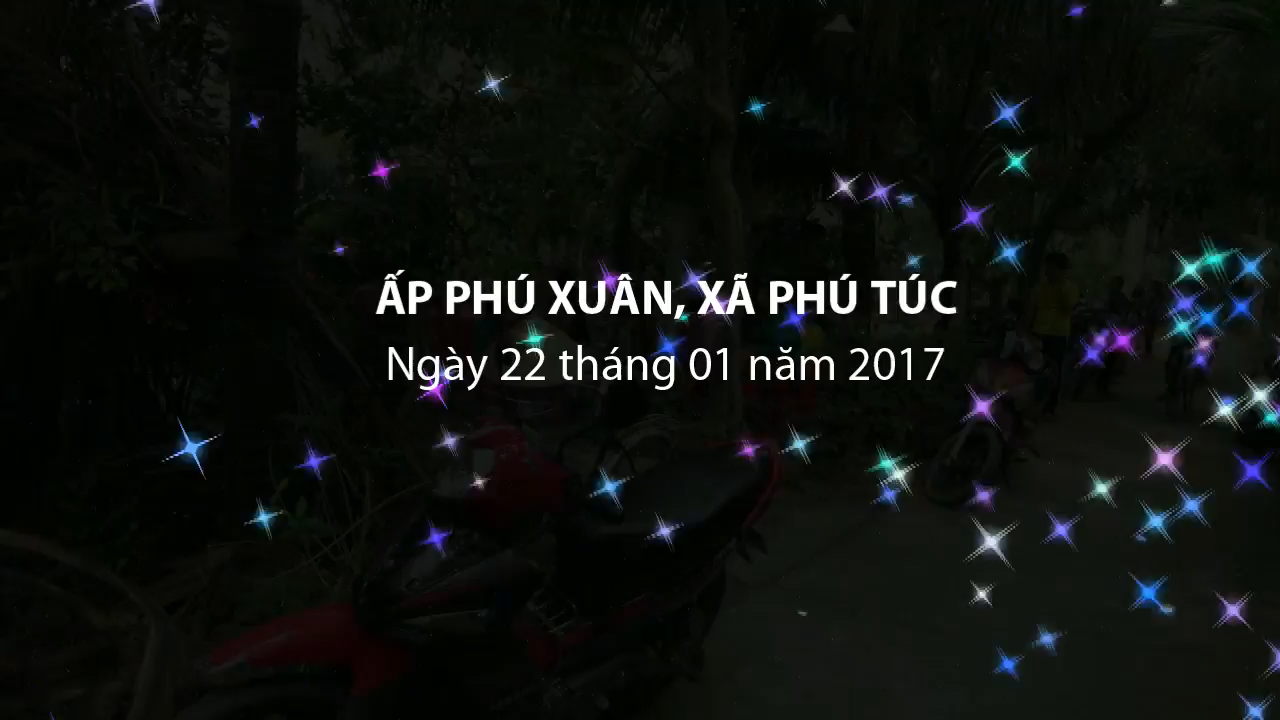 ẤP PHÚ XUÂN, XÃ PHÚ TÚC
Ngày 22 tháng 01 năm 2017